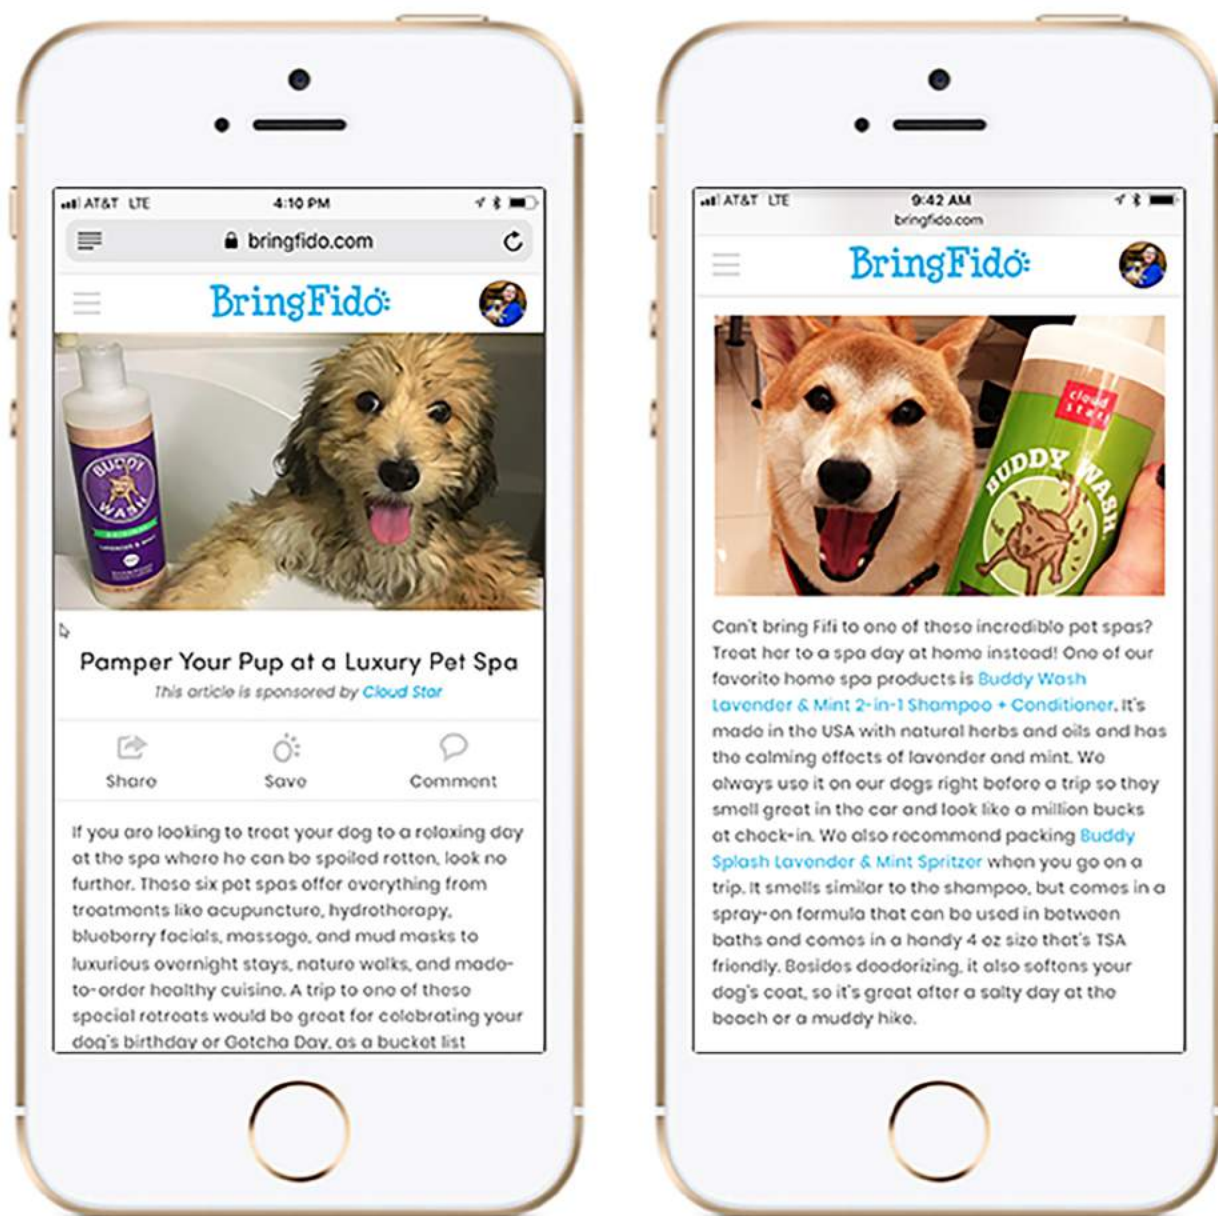 AT&T LTE
4:10 PM
bringfido.com
BringFido
BUDDY
WASH
LAVENDER & MINT
Pamper Your Pup at a Luxury Pet Spa
This article is sponsored by Cloud Star
Share
Save
Comment
If you are looking to treat your dog to a relaxing day
at the spa where he can be spoiled rotten, look no
further. These six pet spas offer everything from
treatments like acupuncture, hydrotherapy,
blueberry facials, massage, and mud masks to
luxurious overnight stays, nature walks, and made-
to-order healthy cuisine. A trip to one of these
special retreats would be great for celebrating your
dog's birthday or Gotcha Day, as a bucket list
AT&T LTE
9:42 AM
bringfido.com
BringFido
cloud
star
BUDDY WASH.
Can't bring Fifi to one of these incredible pet spas?
Treat her to a spa day at home instead! One of our
favorite home spa products is Buddy Wash
Lavender & Mint 2-in-1 Shampoo + Conditioner. It's
made in the USA with natural herbs and oils and has
the calming effects of lavender and mint. We
always use it on our dogs right before a trip so they
smell great in the car and look like a million bucks
at check-in. We also recommend packing Buddy
Splash Lavender & Mint Spritzer when you go on a
trip. It smells similar to the shampoo, but comes in a
spray-on formula that can be used in between
baths and comes in a handy 4 oz size that's TSA
friendly. Besides deodorizing, it also softens your
dog's coat, so it's great after a salty day at the
beach or a muddy hike.